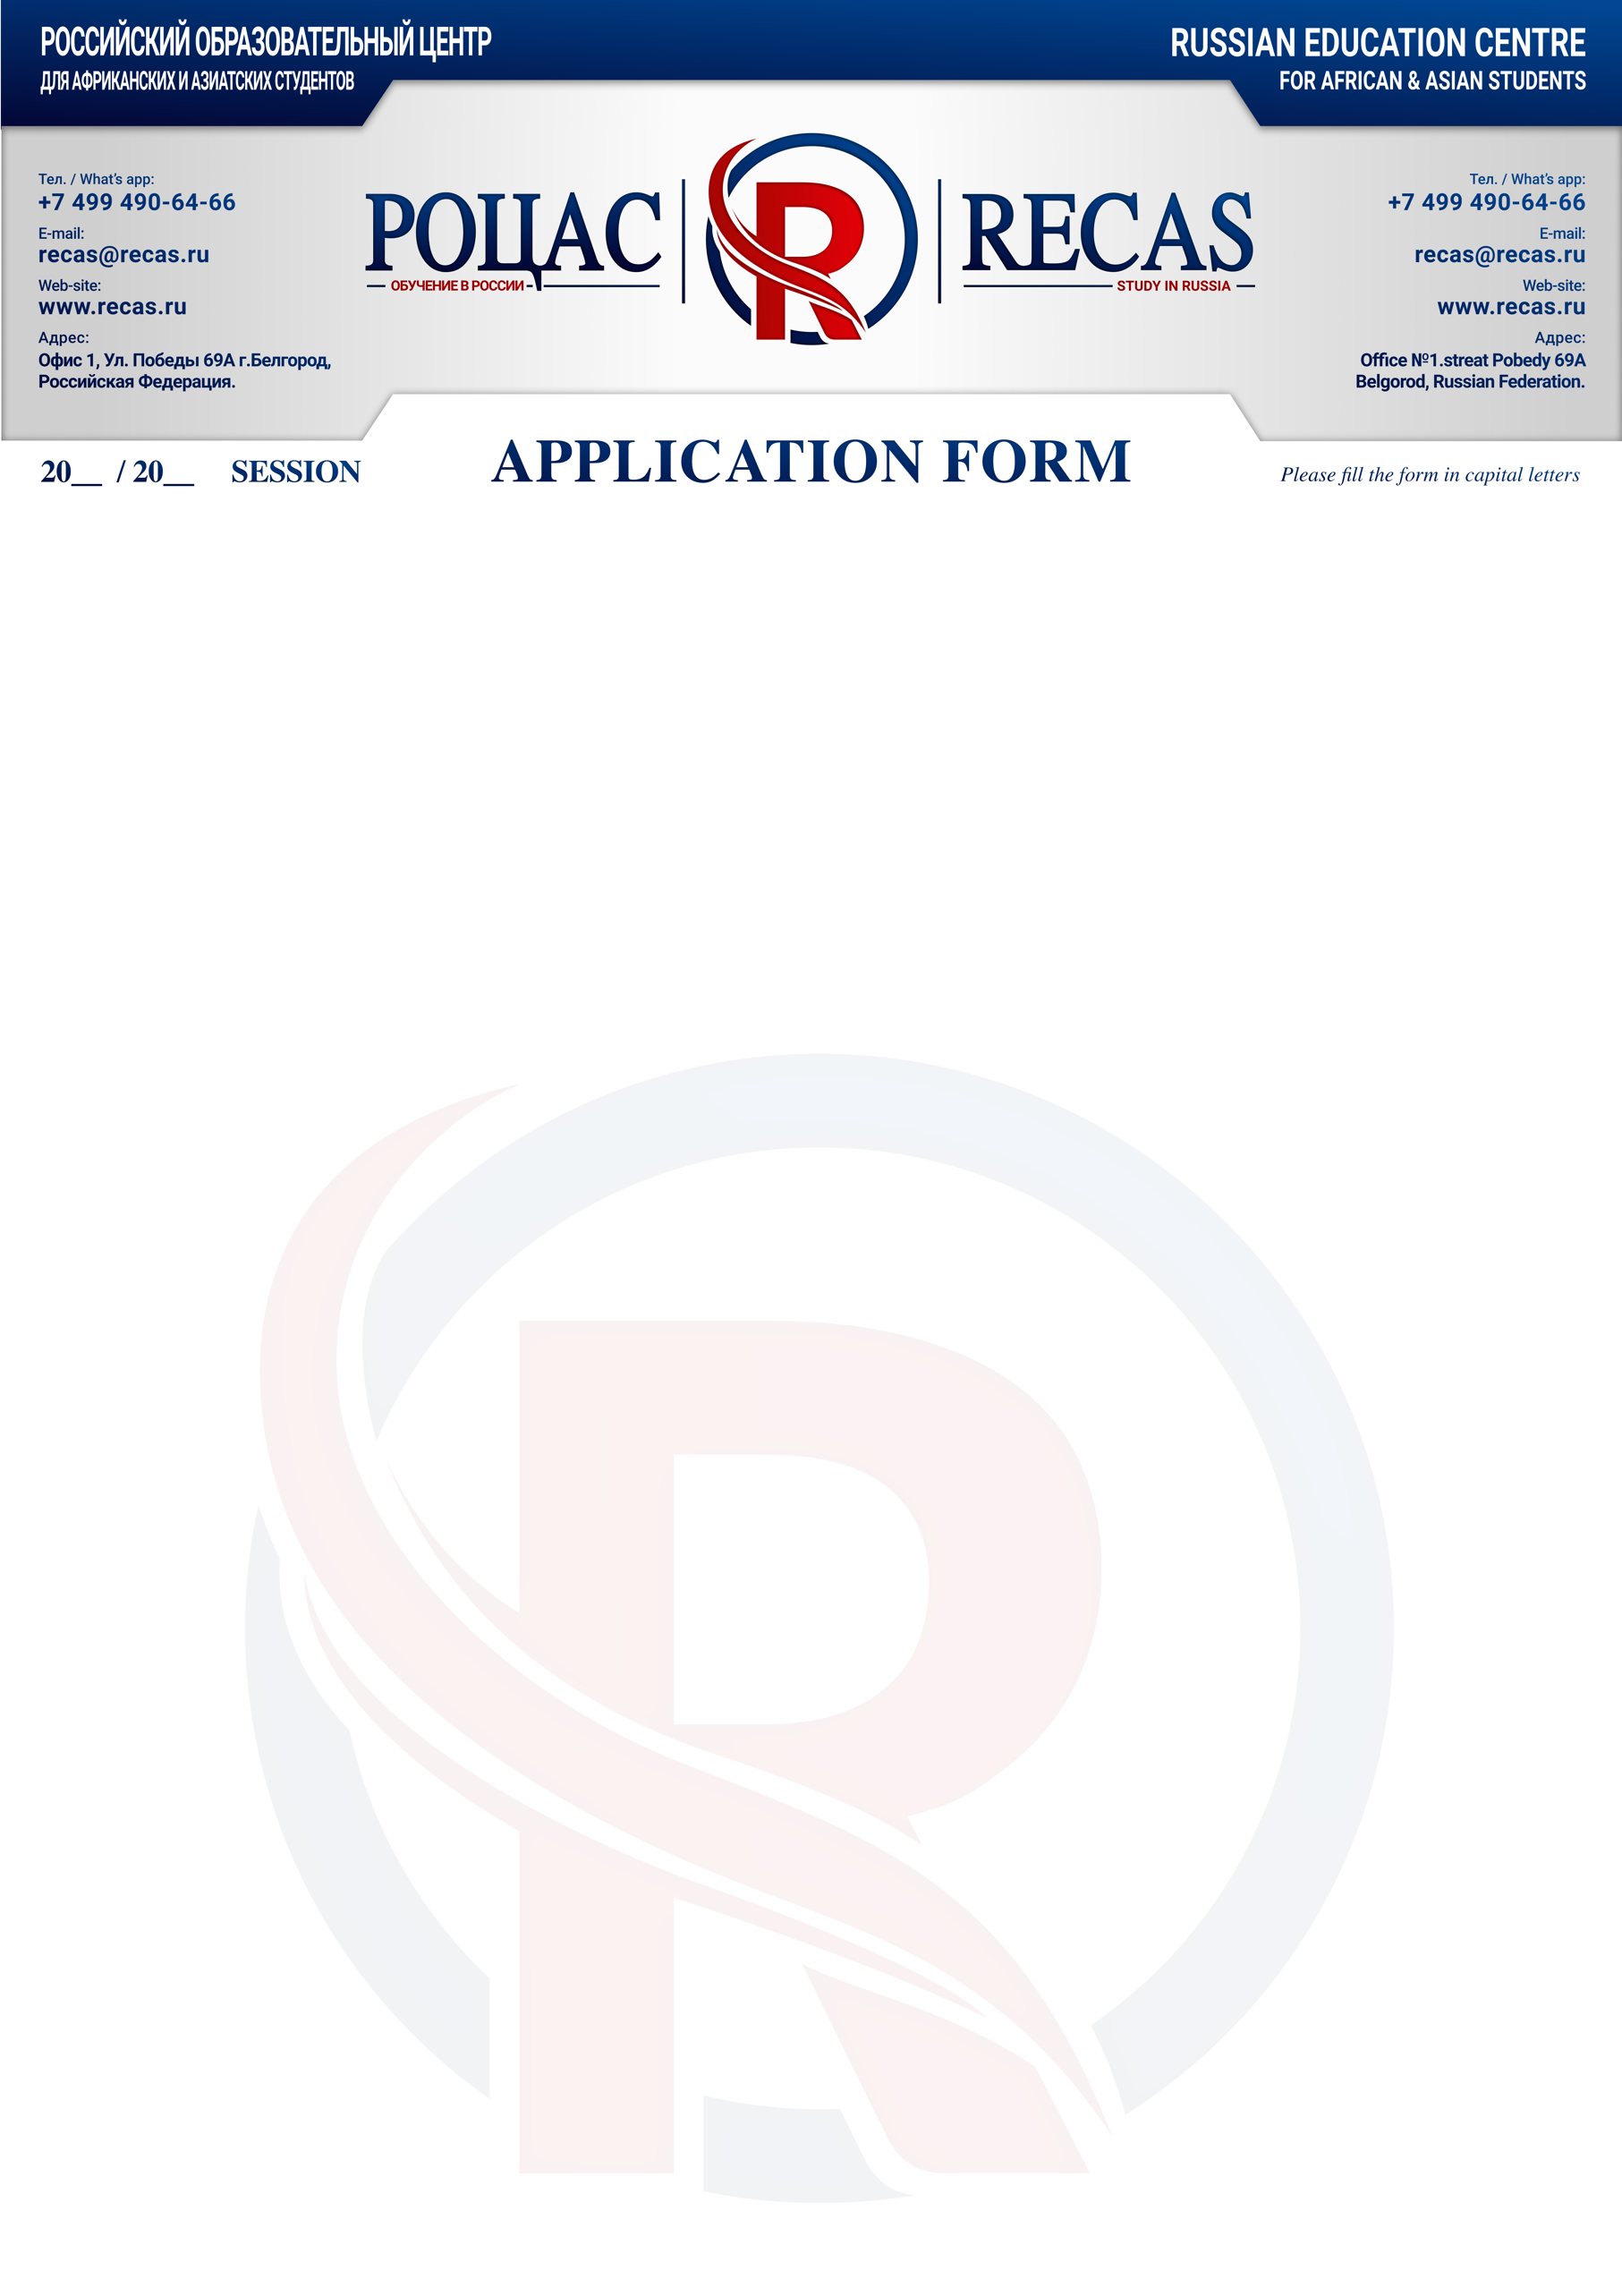 РОССИЙСКИЙ ОБРАЗОВАТЕЛЬНЫЙ ЦЕНТР
ДЛЯ АФРИКАНСКИХ И АЗИАТСКИХ СТУДЕНТОВ
RUSSIAN EDUCATION CENTRE
FOR AFRICAN & ASIAN STUDENTS
Тел. / What's app:
+7 499 490-64-66
E-mail:
recas@recas.ru
Web-site:
www.recas.ru
Адрес:
Офис 1, Ул. Победы 69А г.Белгород,
Российская Федерация.
РОЦАС
ОБУЧЕНИЕ В РОССИИ
R
RECAS
STUDY IN RUSSIA
Тел. / What's app:
+7 499 490-64-66
E-mail:
recas@recas.ru
Web-site:
www.recas.ru
Адрес:
Office №1.streat Pobedy 69A
Belgorod, Russian Federation.
20__ / 20__ SESSION
APPLICATION FORM
Please fill the form in capital letters
R